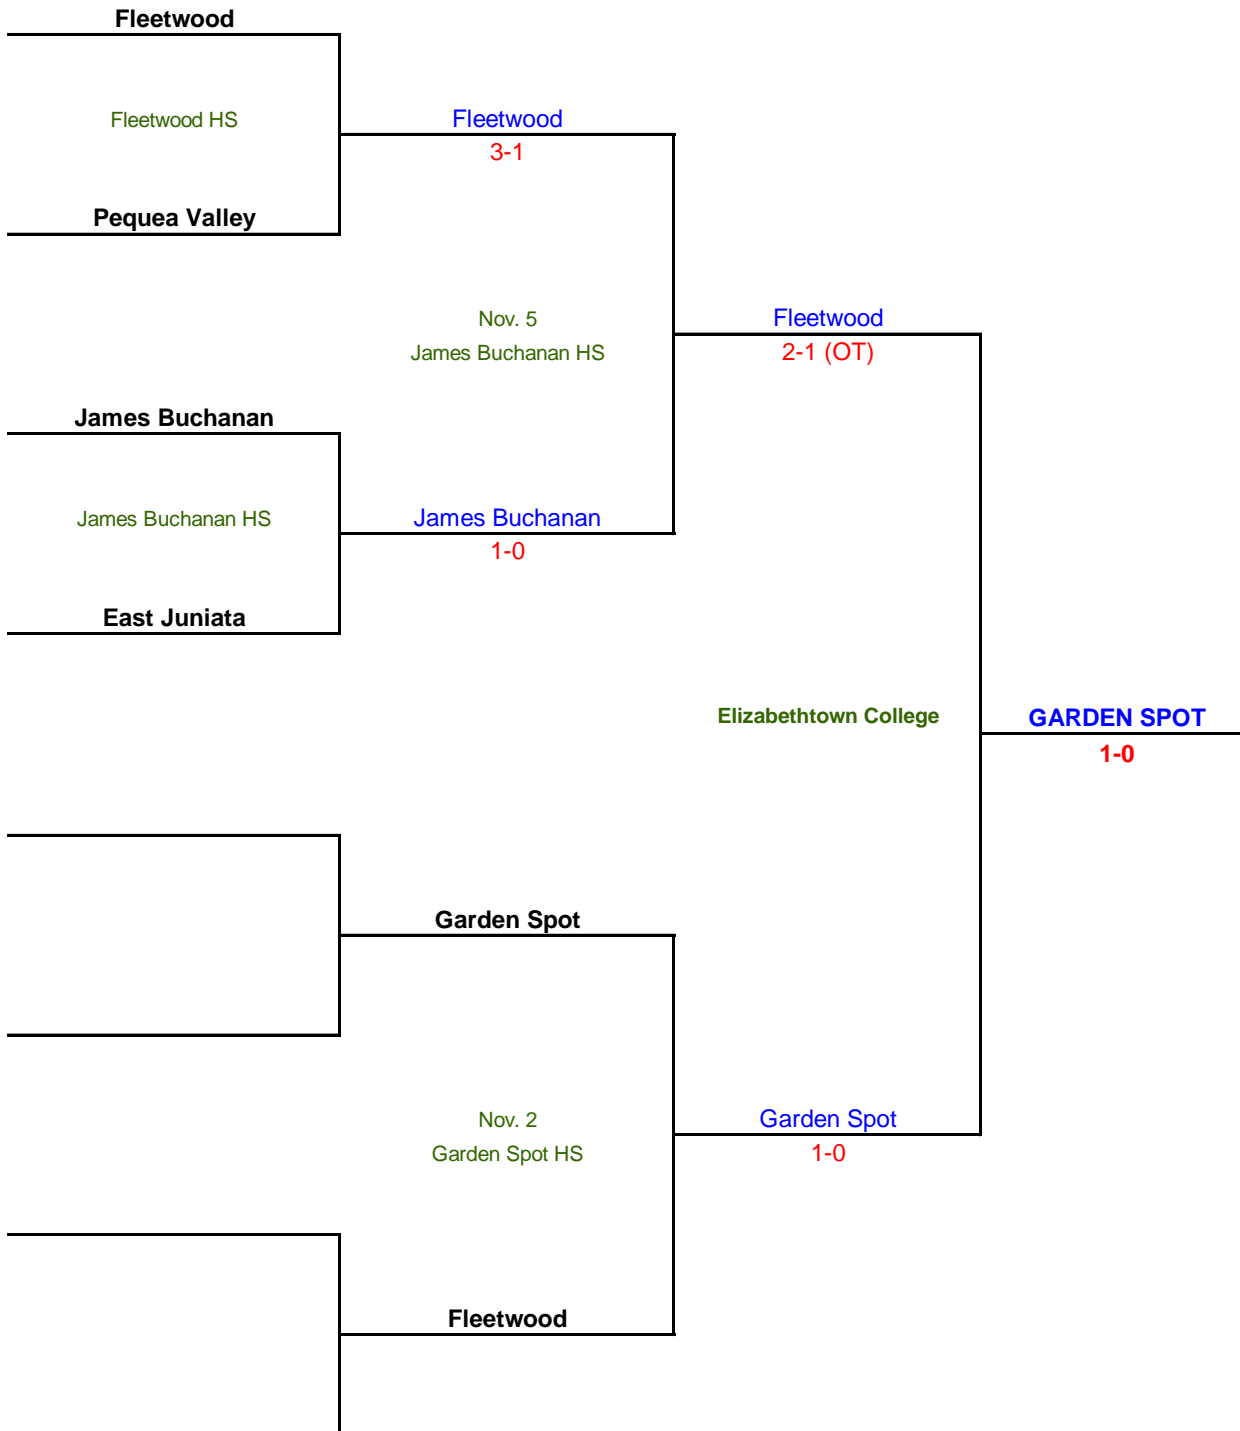 Fleetwood
Fleetwood HS
Fleetwood
3-1
Pequea Valley
Nov. 5
James Buchanan HS
Fleetwood
2-1 (OT)
James Buchanan
James Buchanan HS
James Buchanan
1-0
East Juniata
Elizabethtown College
GARDEN SPOT
1-0
Garden Spot
Nov. 2
Garden Spot HS
Garden Spot
1-0
Fleetwood